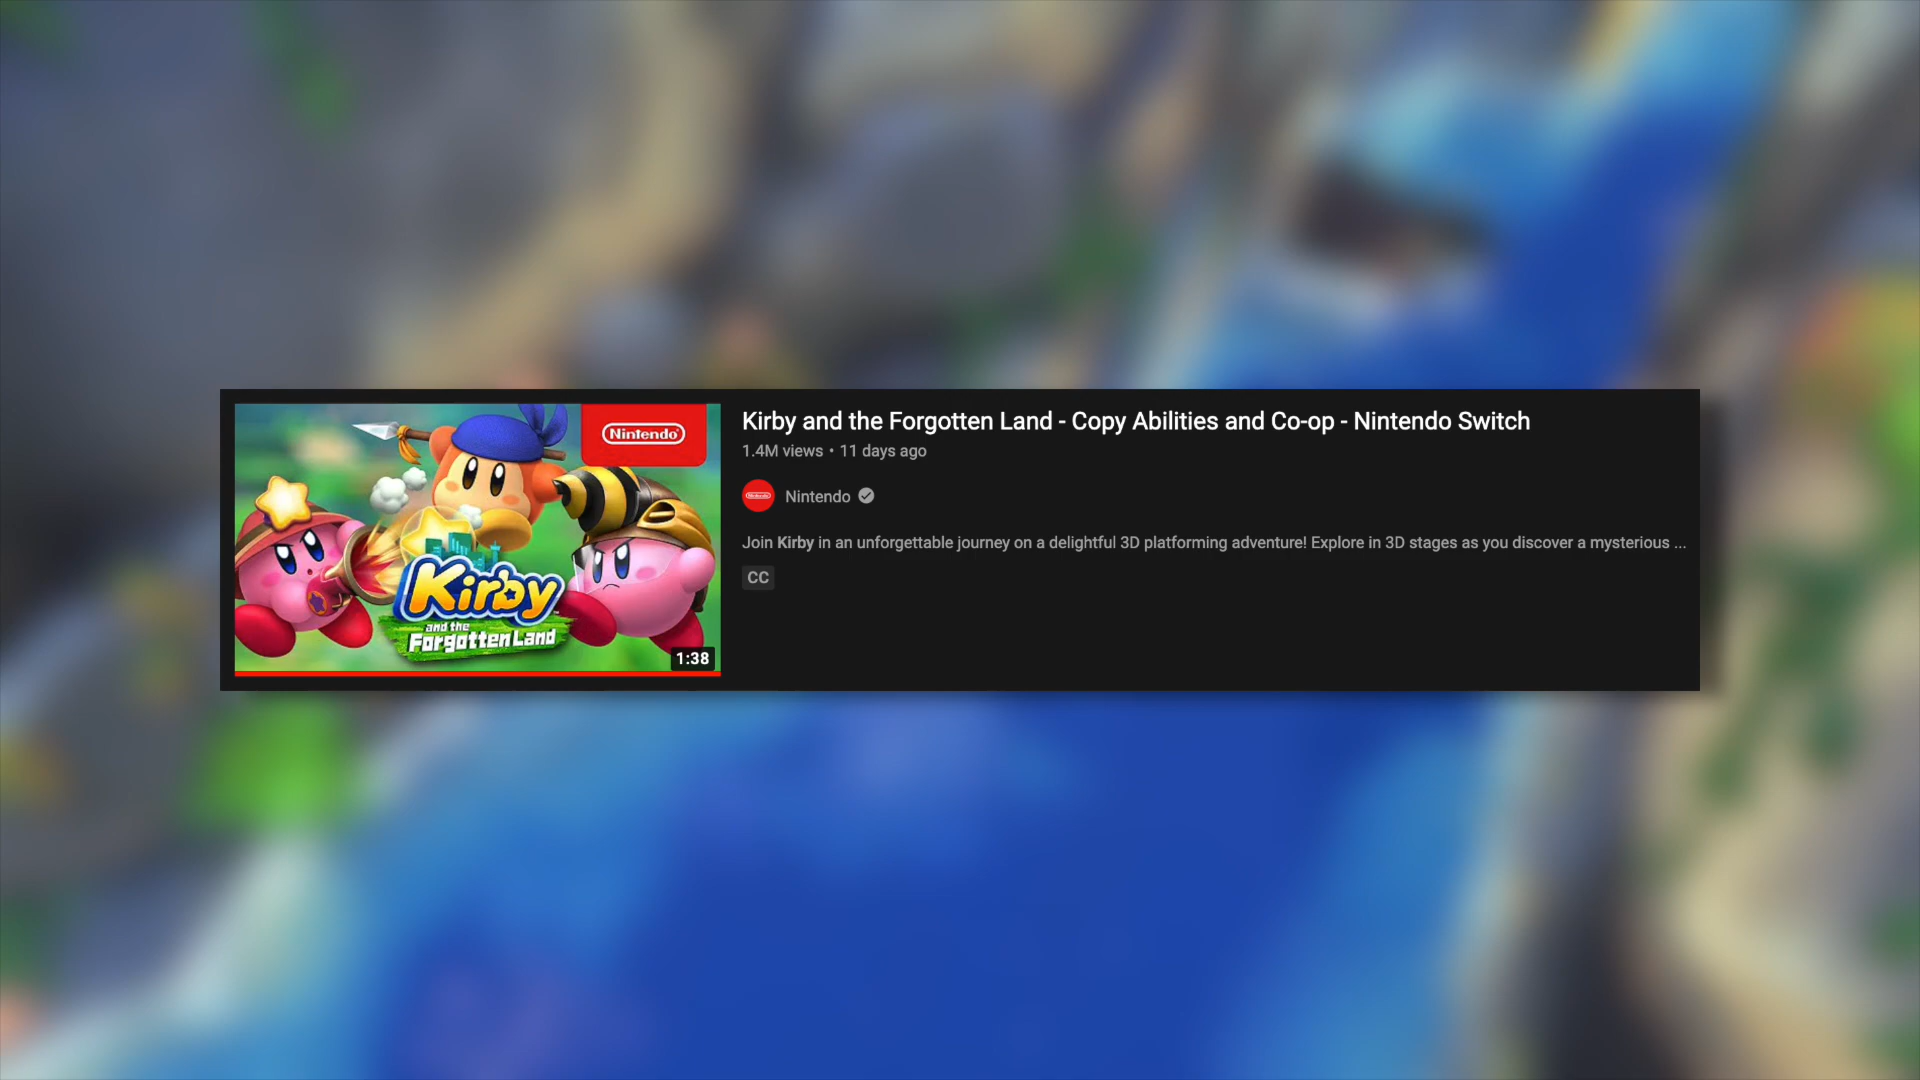 Nintendo
Kirby
and the
Forgotten Land
1:38
Kirby and the Forgotten Land - Copy Abilities and Co-op - Nintendo Switch
1.4M views • 11 days ago
Nintendo
Nintendo
Join Kirby in an unforgettable journey on a delightful 3D platforming adventure! Explore in 3D stages as you discover a mysterious ...
CC